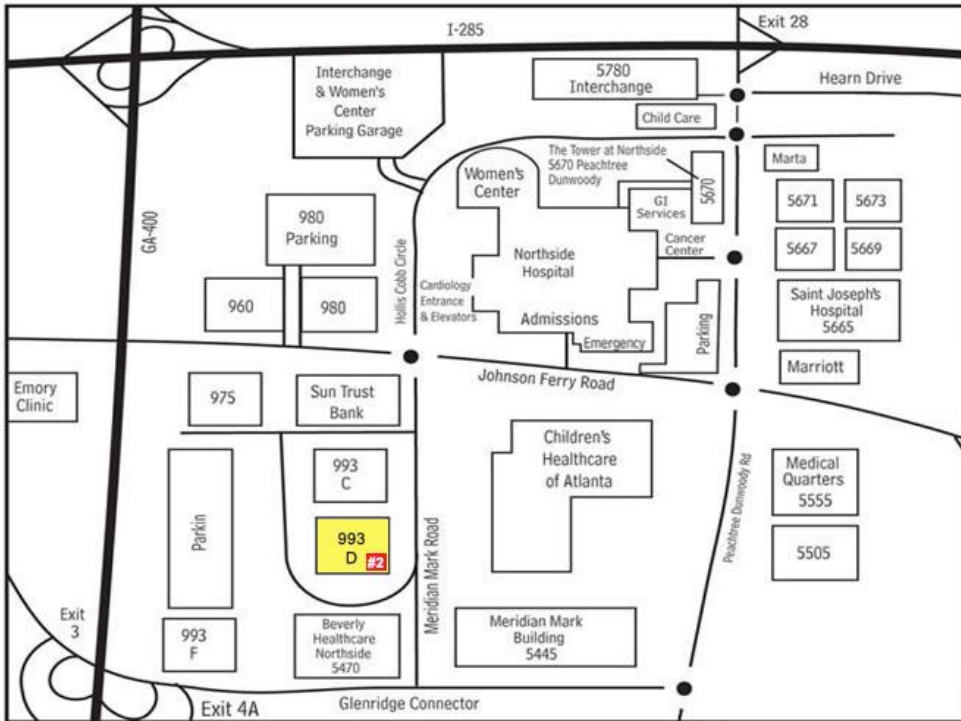 Exit 28
I-285
5780
Interchange
Hearn Drive
Interchange
& Women's
Center
Parking Garage
Child Care
The Tower at Northside
5670 Peachtree
Dunwoody
5670
Marta
Women's
Center
GI
Services
5671
5673
980
Parking
GA-400
Hollis Cobb Circle
Northside
Hospital
Cancer
Center
5667
5669
960
980
Cardiology
Entrance
& Elevators
Saint Joseph's
Hospital
5665
Admissions
Emergency
Parking
Marriott
Johnson Ferry Road
Emory
Clinic
975
Sun Trust
Bank
Children's
Healthcare
of Atlanta
993
C
Medical
Quarters
5555
Parkin
993
D
#2
Meridian Mark Road
Peachtree Dunwoody Rd
5505
Exit
3
993
F
Beverly
Healthcare
Northside
5470
Meridian Mark
Building
5445
Exit 4A
Glenridge Connector